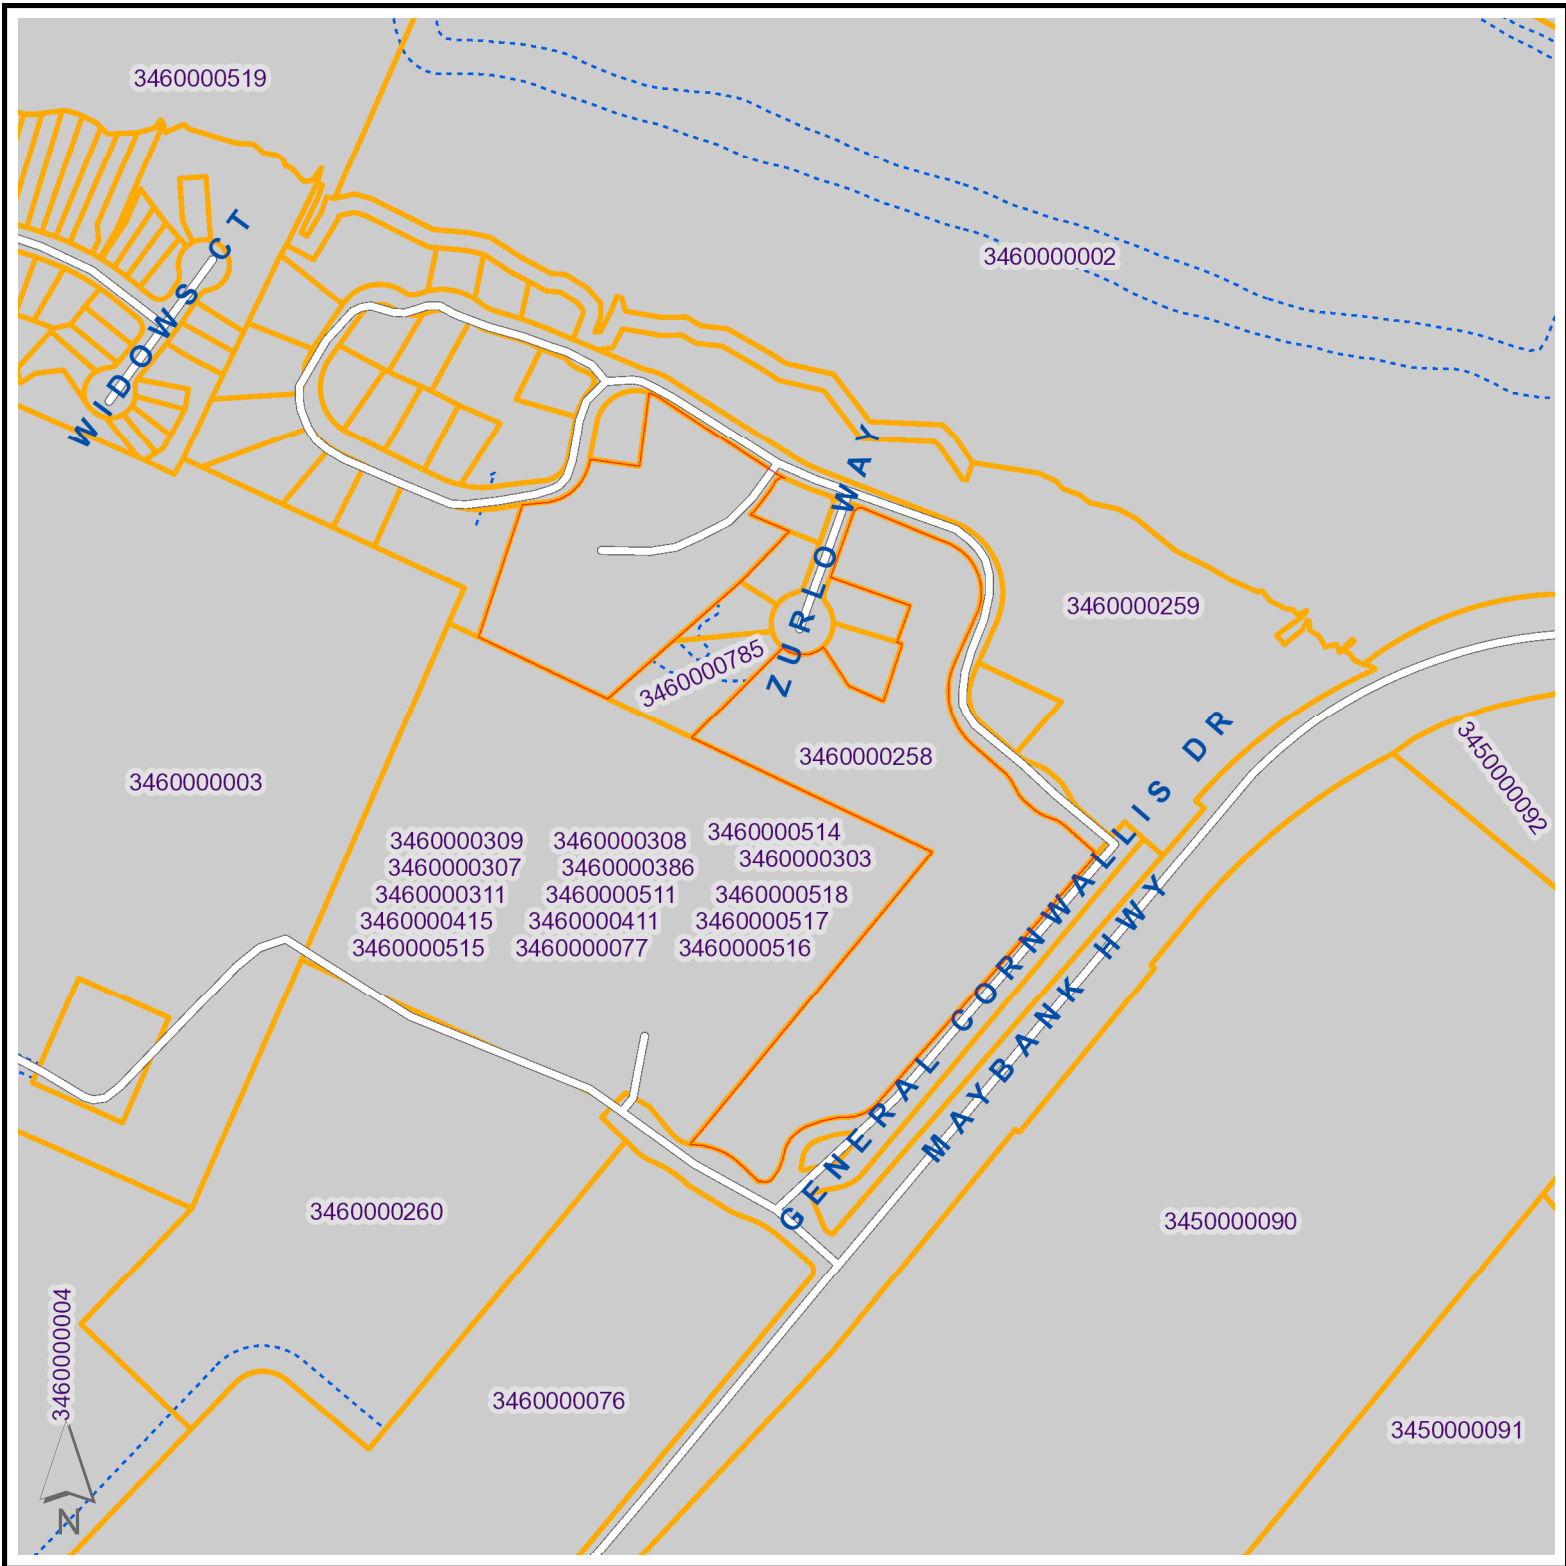 3460000519
3460000002
WIDOWS CT
ZURLO WAY
3460000259
3460000785
3460000258
3450000092
3460000003
3460000309 3460000308 3460000514
3460000307 3460000386 3460000303
3460000311 3460000511 3460000518
3460000415 3460000411 3460000517
3460000515 3460000077 3460000516
GENERAL CORNWALLIS DR
MAYBANK HWY
3460000260
3450000090
3460000004
3460000076
3450000091
N